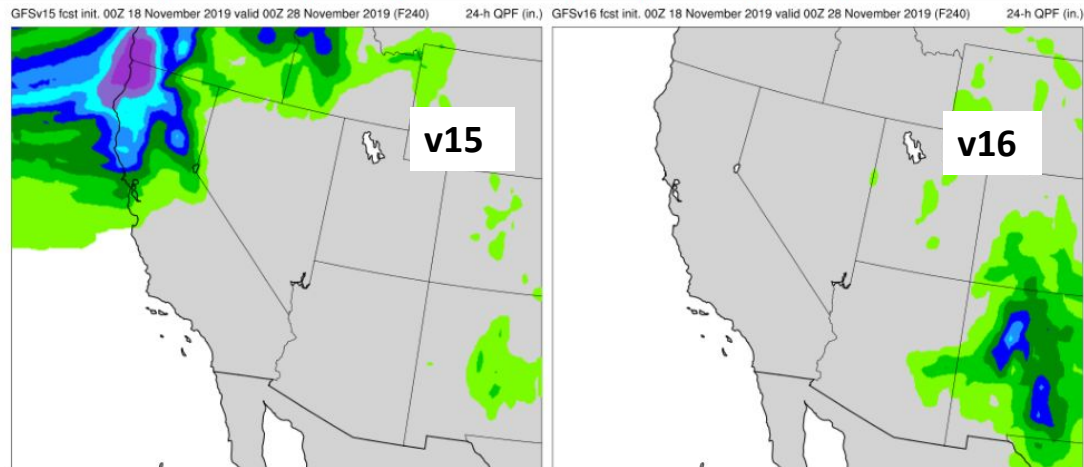 GFSv15 fcst init. 00Z 18 November 2019 valid 00Z 28 November 2019 (F240) 24-h QPF (in.)
GFSv16 fcst init. 00Z 18 November 2019 valid 00Z 28 November 2019 (F240) 24-h QPF (in.)
v15
v16